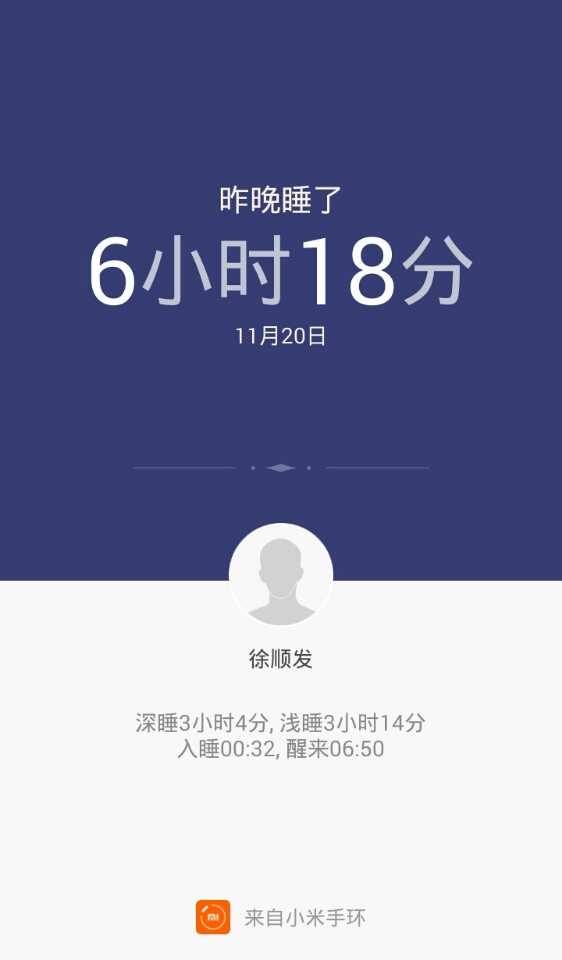 昨晚睡了
6小时18分
11月20日
徐顺发
深睡3小时4分, 浅睡3小时14分
入睡00:32, 醒来06:50
mi
来自小米手环